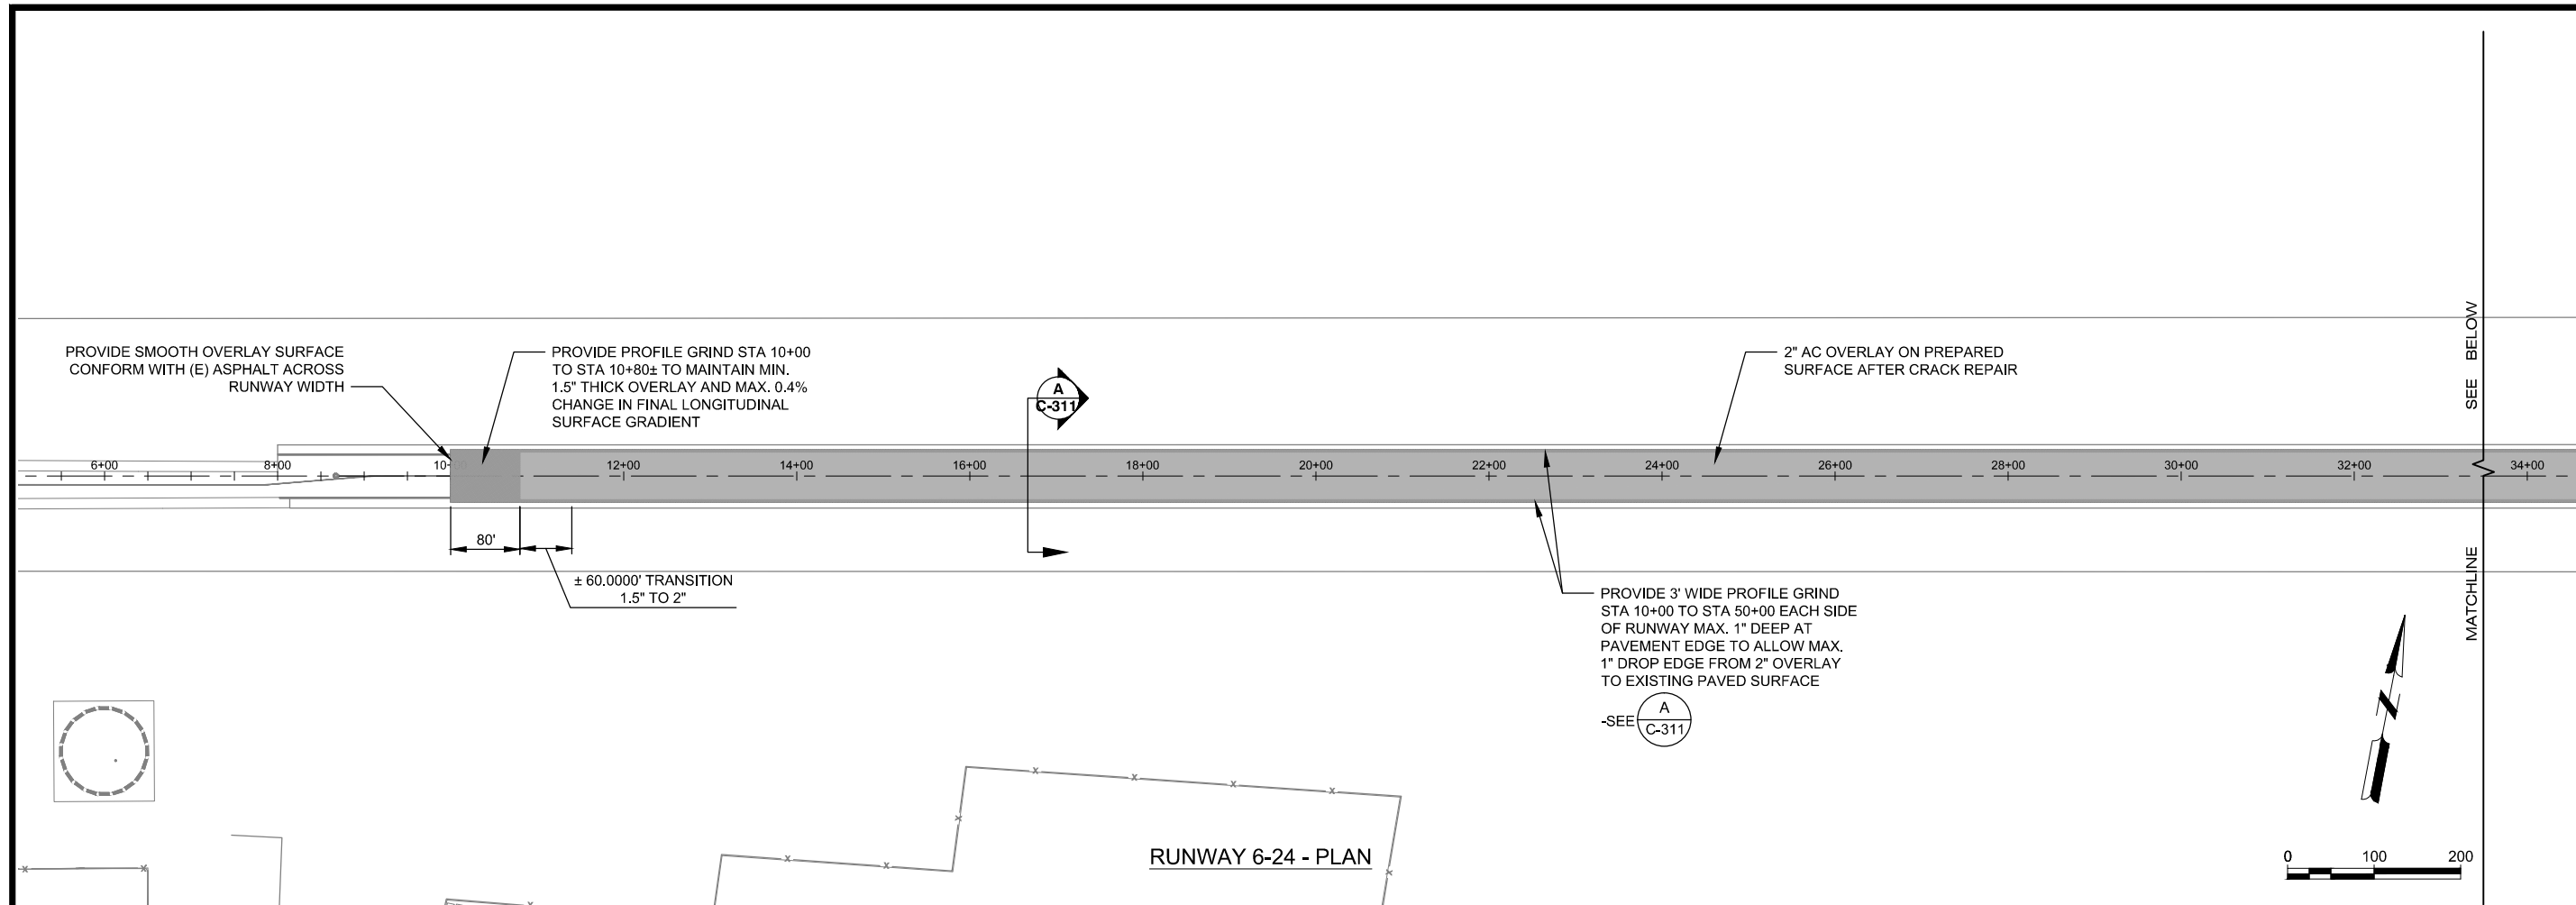 PROVIDE SMOOTH OVERLAY SURFACE
CONFORM WITH (E) ASPHALT ACROSS
RUNWAY WIDTH
PROVIDE PROFILE GRIND STA 10+00
TO STA 10+80± TO MAINTAIN MIN.
1.5" THICK OVERLAY AND MAX. 0.4%
CHANGE IN FINAL LONGITUDINAL
SURFACE GRADIENT
A
C-311
2" AC OVERLAY ON PREPARED
SURFACE AFTER CRACK REPAIR
MATCHLINE SEE BELOW
6+00 8+00 10+ 12+00 14+00 16+00 18+00 20+00 22+00 24+00 26+00 28+00 30+00 32+00 34+00
80'
± 60.0000' TRANSITION
1.5" TO 2"
PROVIDE 3' WIDE PROFILE GRIND
STA 10+00 TO STA 50+00 EACH SIDE
OF RUNWAY MAX. 1" DEEP AT
PAVEMENT EDGE TO ALLOW MAX.
1" DROP EDGE FROM 2" OVERLAY
TO EXISTING PAVED SURFACE
-SEE
A
C-311
Z
RUNWAY 6-24 - PLAN
0 100 200